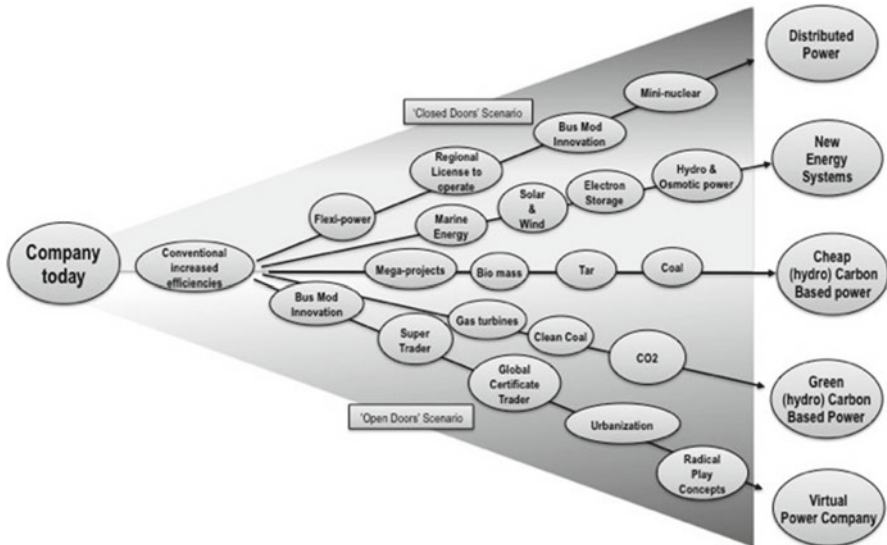 Distributed
Power
Mini-nuclear
'Closed Doors' Scenario
Bus Mod
Innovation
Regional
License to
operate
New
Energy
Systems
Hydro &
Osmotic power
Electron
Storage
Solar
&
Wind
Flexi-power
Marine
Energy
Company
today
Conventional
increased
efficiencies
Mega-projects
Bio mass
Tar
Coal
Cheap
(hydro) Carbon
Based power
Bus Mod
Innovation
Gas turbines
Super
Trader
Clean Coal
CO2
Green
(hydro) Carbon
Based Power
Global
Certificate
Trader
'Open Doors' Scenario
Urbanization
Radical
Play
Concepts
Virtual
Power Company